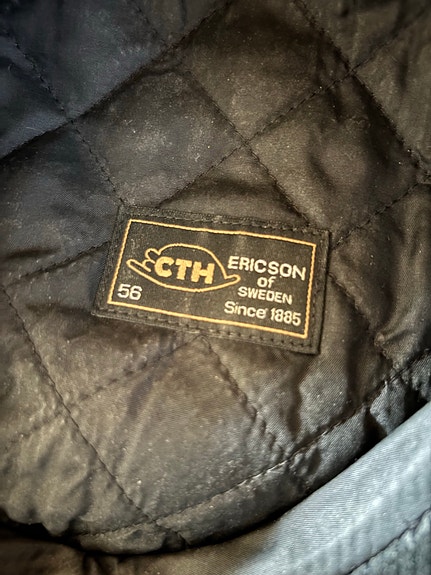 CTH
ERICSON
of
SWEDEN
Since 1885
56